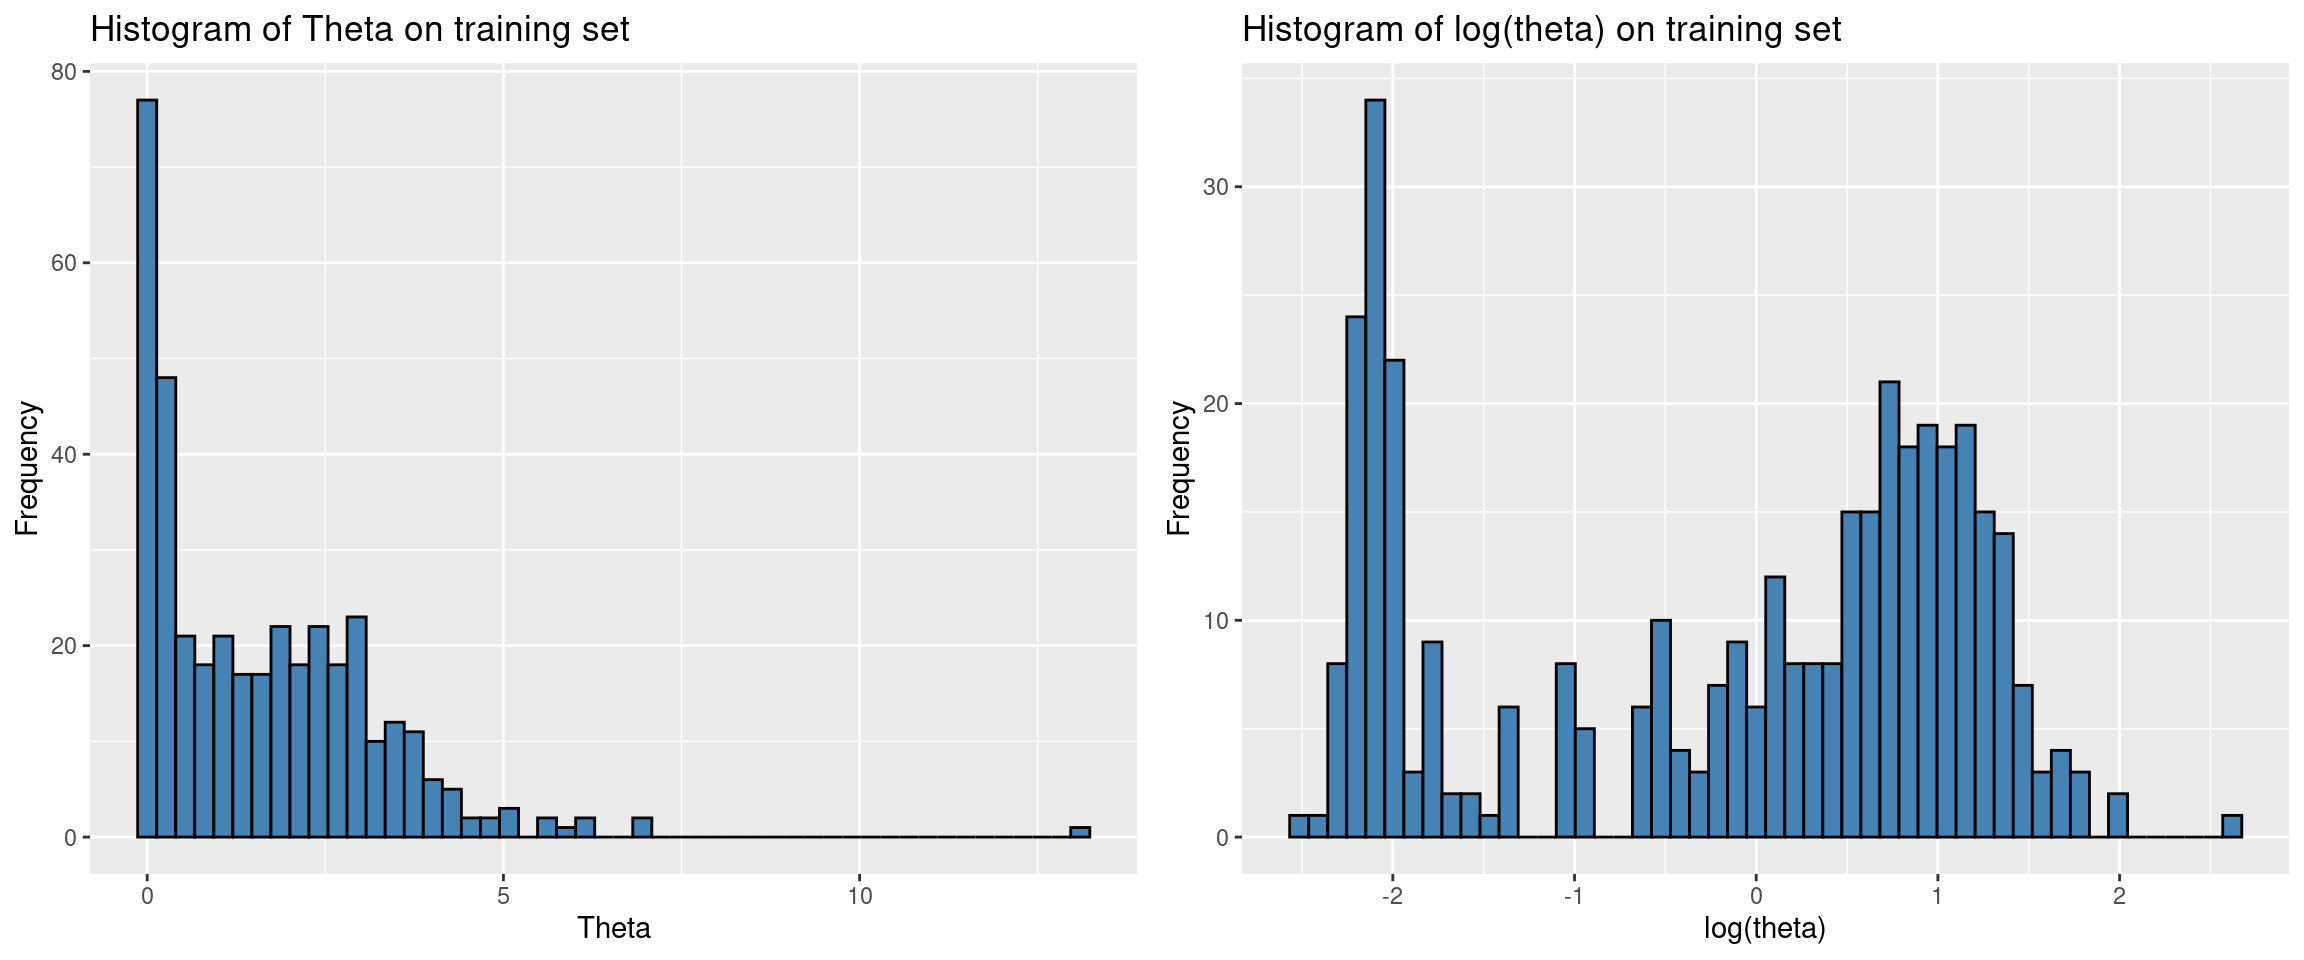 Histogram of Theta on training set
80
60
40
20
0
Frequency
0 5 10
Theta
Histogram of log(theta) on training set
30
20
10
0
Frequency
-2 -1 0 1 2
log(theta)